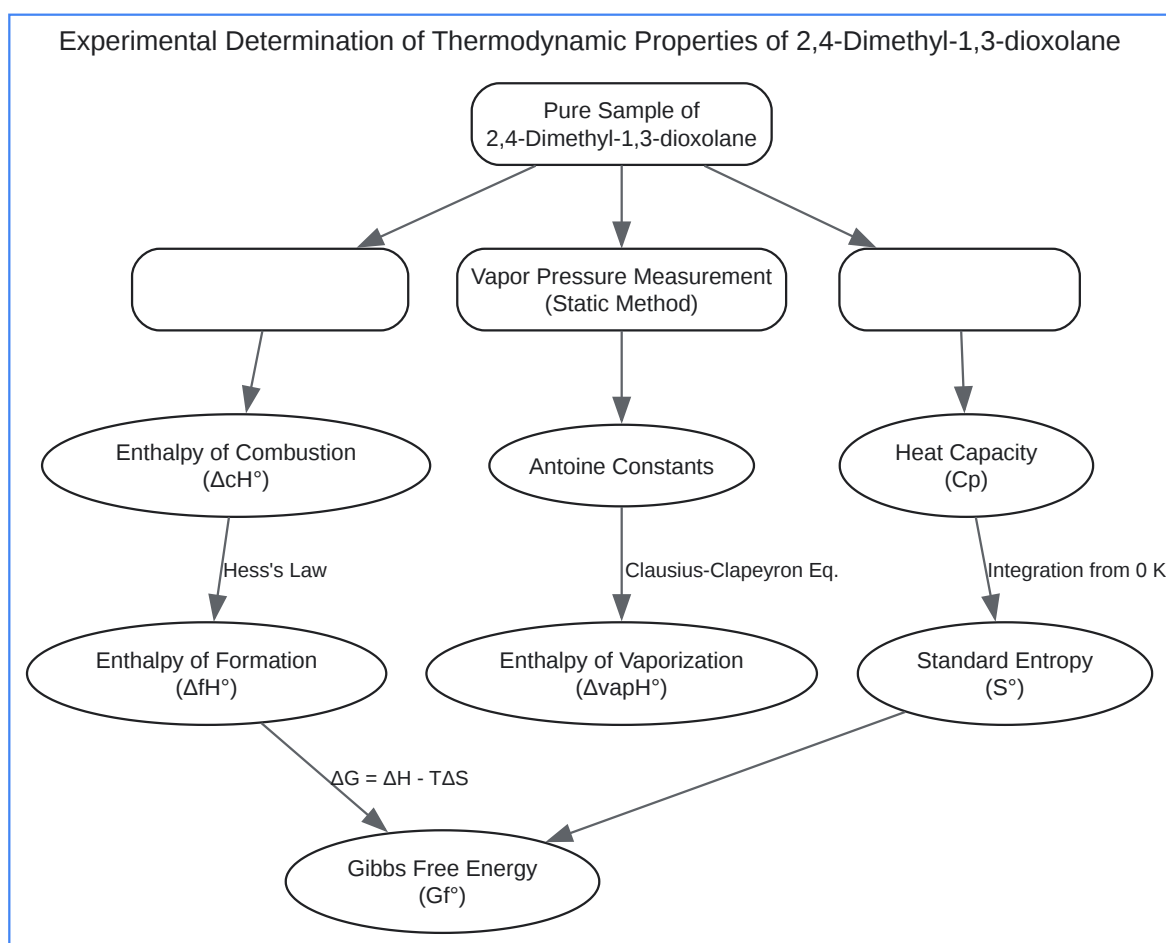 Experimental Determination of Thermodynamic Properties of 2,4-Dimethyl-1,3-dioxolane
Pure Sample of
2,4-Dimethyl-1,3-dioxolane
Vapor Pressure Measurement
(Static Method)
Enthalpy of Combustion
(ΔcH°)
Antoine Constants
Heat Capacity
(Cp)
Hess's Law
Clausius-Clapeyron Eq.
Integration from 0 K
Enthalpy of Formation
(ΔfH°)
Enthalpy of Vaporization
(ΔvapH°)
Standard Entropy
(S°)
ΔG = ΔH - TΔS
Gibbs Free Energy
(Gf°)